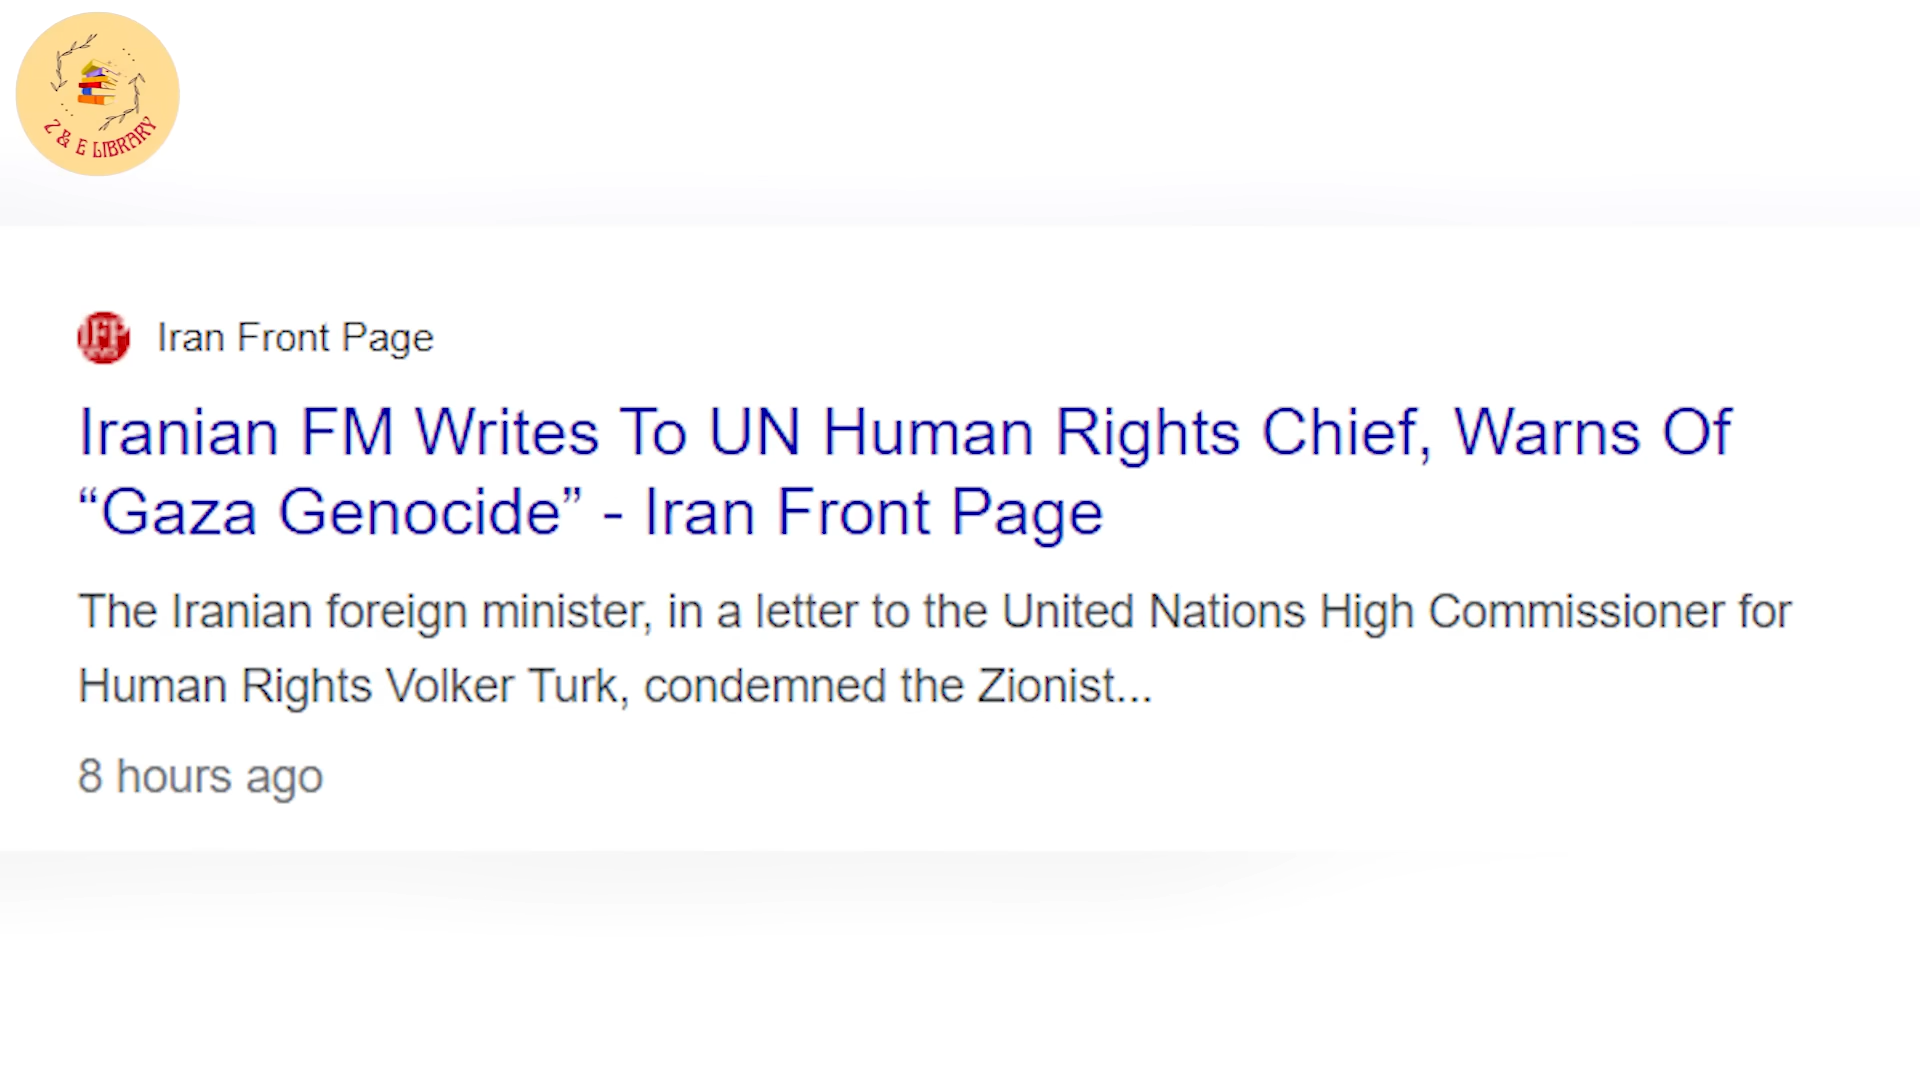 Z & E LIBRARY
IFP
Iran Front Page
Iranian FM Writes To UN Human Rights Chief, Warns Of
“Gaza Genocide” - Iran Front Page
The Iranian foreign minister, in a letter to the United Nations High Commissioner for
Human Rights Volker Turk, condemned the Zionist...
8 hours ago